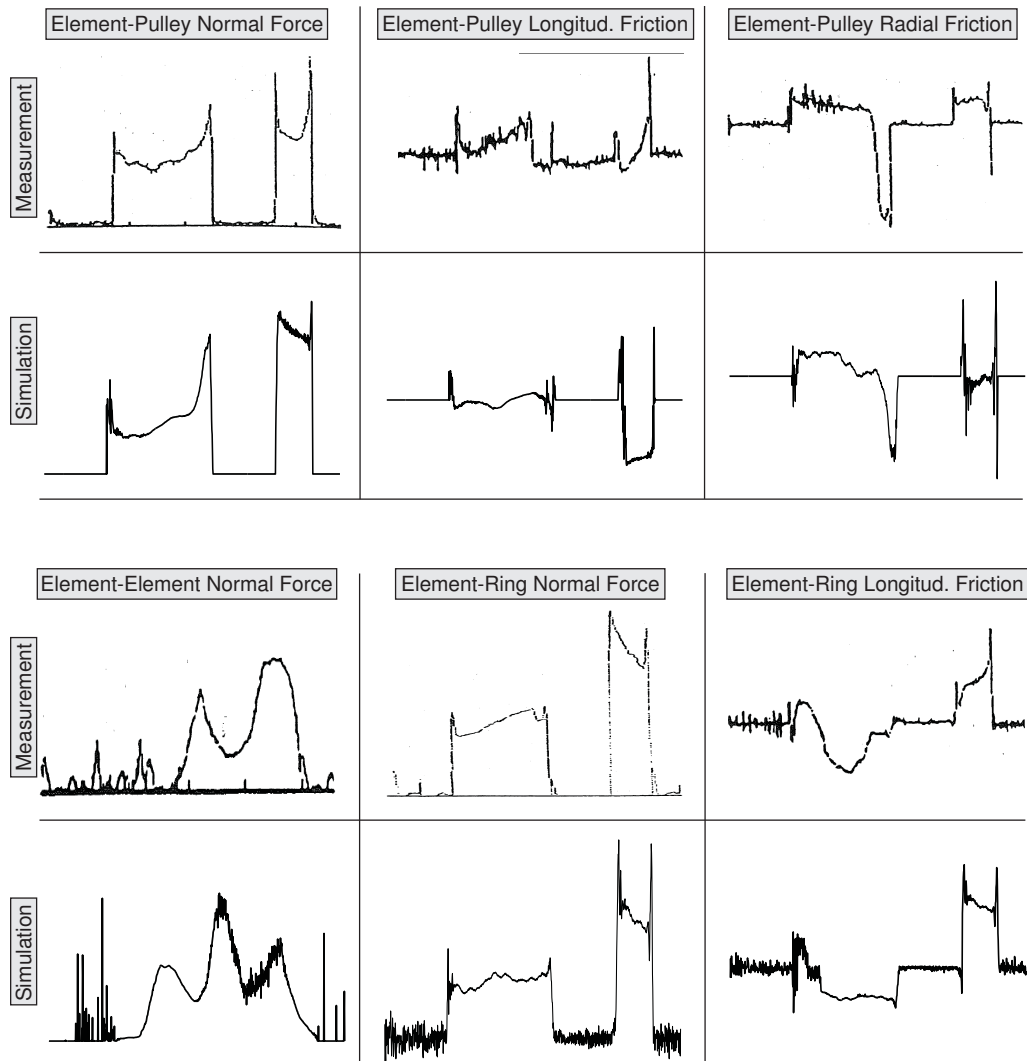 Element-Pulley Normal Force
Element-Pulley Longitud. Friction
Element-Pulley Radial Friction
Measurement
Simulation
Element-Element Normal Force
Element-Ring Normal Force
Element-Ring Longitud. Friction
Measurement
Simulation